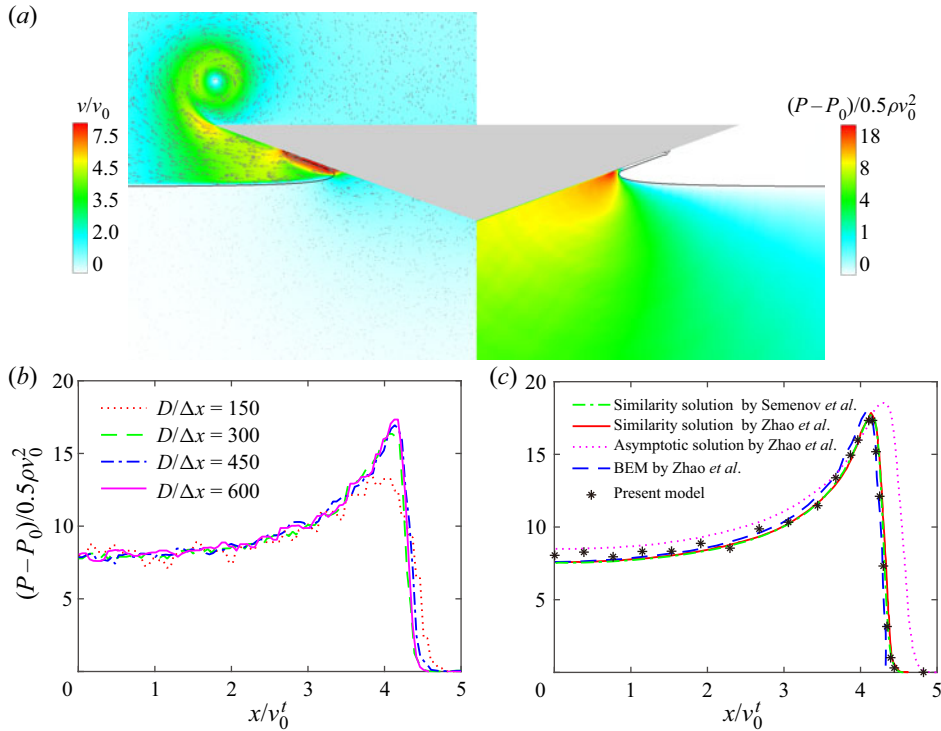 (a)
v/v₀
7.5
4.5
3.5
2.0
0
(P – P₀)/0.5ρv₀²
18
8
4
1
0
(b)
(P – P₀)/0.5ρv₀²
20
15
10
5
0 1 2 3 4 5
x/v₀ᵗ
D/Δx = 150
D/Δx = 300
D/Δx = 450
D/Δx = 600
(c)
20
15
10
5
0 1 2 3 4 5
x/v₀ᵗ
Similarity solution by Semenov et al.
Similarity solution by Zhao et al.
Asymptotic solution by Zhao et al.
BEM by Zhao et al.
Present model